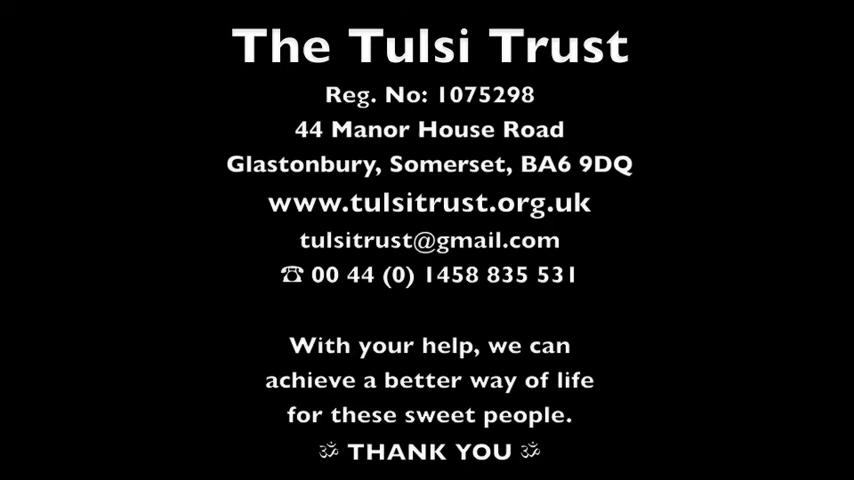 The Tulsi Trust
Reg. No: 1075298
44 Manor House Road
Glastonbury, Somerset, BA6 9DQ
www.tulsitrust.org.uk
tulsitrust@gmail.com
☎ 00 44 (0) 1458 835 531
With your help, we can
achieve a better way of life
for these sweet people.
ॐ THANK YOU ॐ